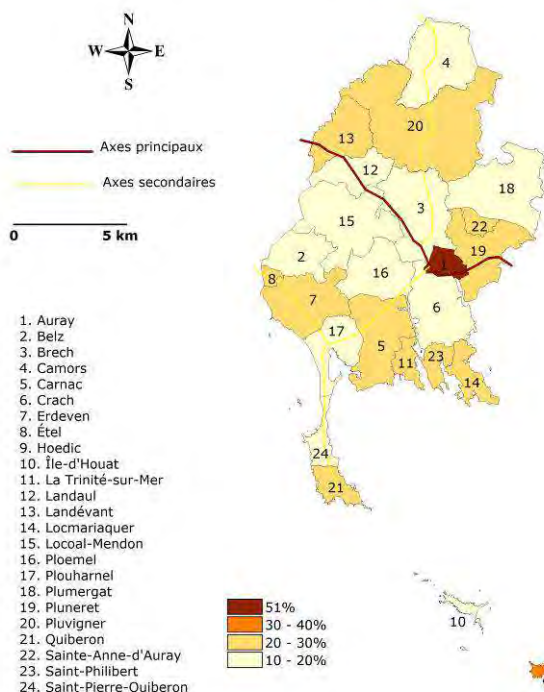 N
W E
S
Axes principaux
Axes secondaires
0 5 km
4
20
13
12
18
3
15
22
19
2
1
16
8
7
6
17
5
11
23
14
24
21
10
1. Auray
2. Belz
3. Brech
4. Camors
5. Carnac
6. Crach
7. Erdeven
8. Étel
9. Hoedic
10. Île-d'Houat
11. La Trinité-sur-Mer
12. Landaul
13. Landévant
14. Locmariaquer
15. Locoal-Mendon
16. Ploemel
17. Plouharnel
18. Plumergat
19. Pluneret
20. Pluvigner
21. Quiberon
22. Sainte-Anne-d'Auray
23. Saint-Philibert
24. Saint-Pierre-Quiberon
51%
30 - 40%
20 - 30%
10 - 20%